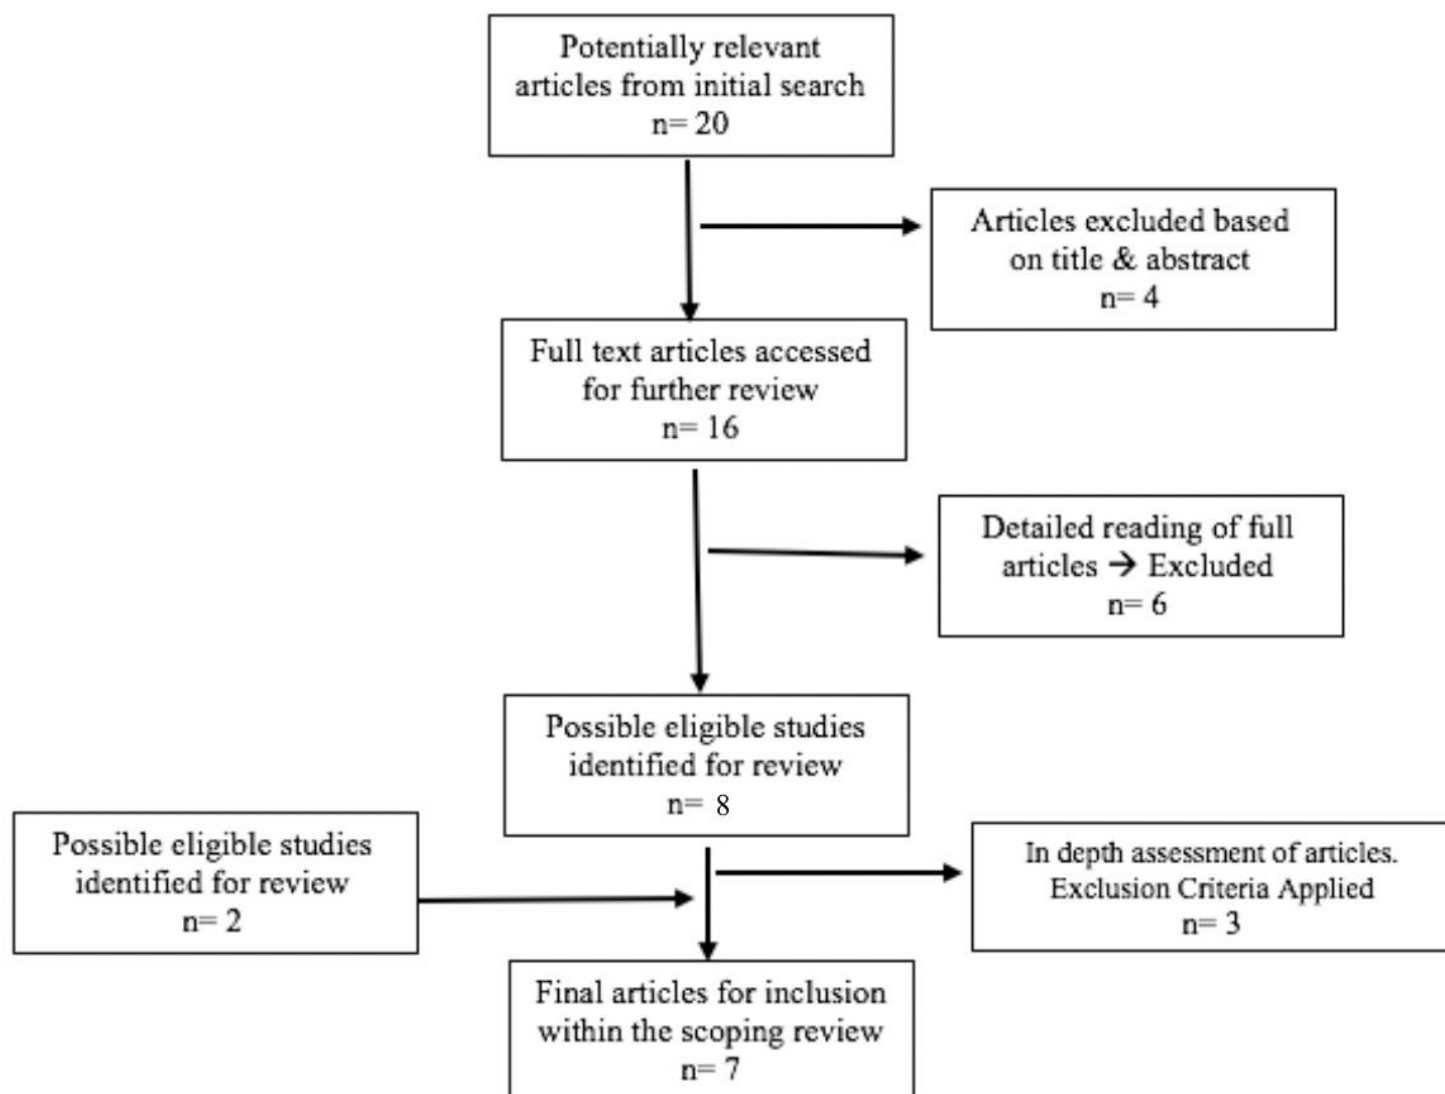 Potentially relevant
articles from initial search
n= 20
Articles excluded based
on title & abstract
n= 4
Full text articles accessed
for further review
n= 16
Detailed reading of full
articles → Excluded
n= 6
Possible eligible studies
identified for review
n= 8
Possible eligible studies
identified for review
n= 2
In depth assessment of articles.
Exclusion Criteria Applied
n= 3
Final articles for inclusion
within the scoping review
n= 7